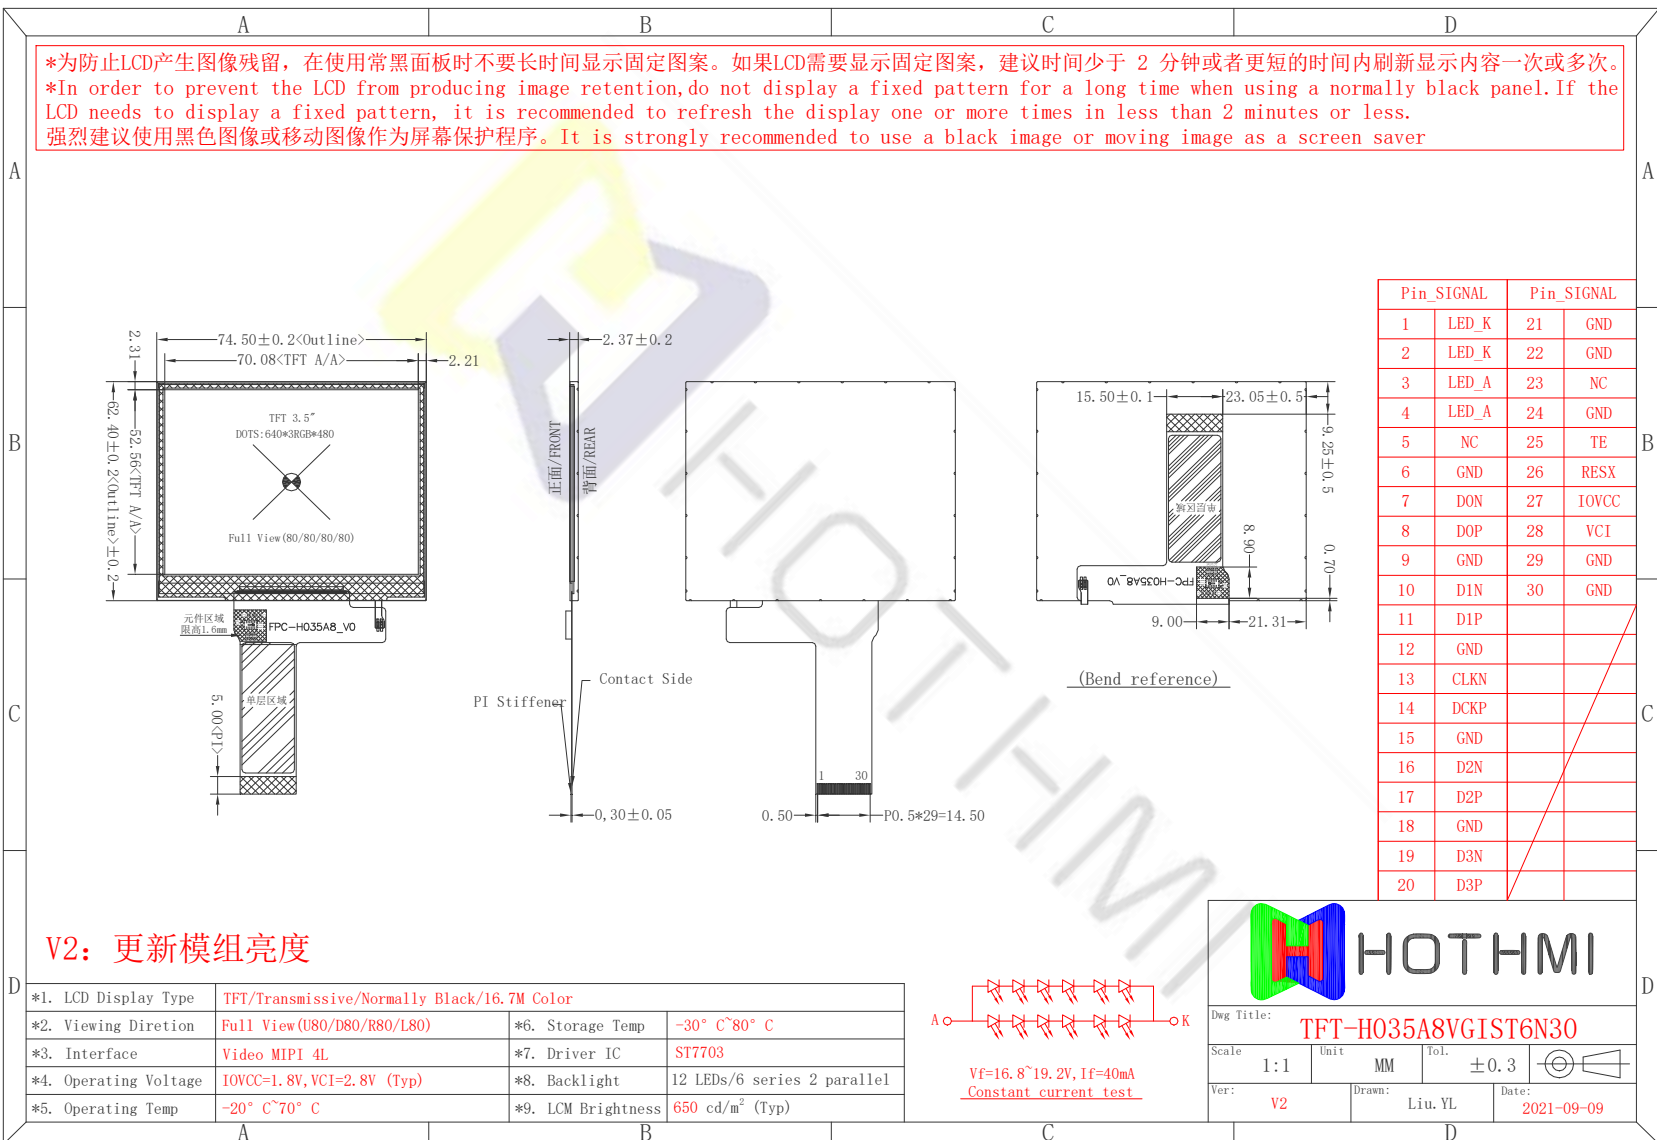 A B C D
*为防止LCD产生图像残留，在使用常黑面板时不要长时间显示固定图案。如果LCD需要显示固定图案，建议时间少于 2 分钟或者更短的时间内刷新显示内容一次或多次。
*In order to prevent the LCD from producing image retention,do not display a fixed pattern for a long time when using a normally black panel.If the
LCD needs to display a fixed pattern, it is recommended to refresh the display one or more times in less than 2 minutes or less.
强烈建议使用黑色图像或移动图像作为屏幕保护程序。It is strongly recommended to use a black image or moving image as a screen saver
A A
B B
C C
D D
74.50±0.2<Outline>
70.08<TFT A/A>
2.21
2.31
62.40±0.2<Outline>±0.2
52.56<TFT A/A>
TFT 3.5"
DOTS:640*3RGB*480
Full View(80/80/80/80)
元件区域
限高1.6mm
FPC-H035A8_V0
单层区域
5.00<PI>
2.37±0.2
正面/FRONT
背面/REAR
Contact Side
PI Stiffener
0,30±0.05
1 30
0.50
P0.5*29=14.50
15.50±0.1
23.05±0.5
9.25±0.5
单层区域
8.90
0.70
FPC-H035A8_V0
9.00
21.31
(Bend reference)
Pin_SIGNAL Pin_SIGNAL
1 LED_K 21 GND
2 LED_K 22 GND
3 LED_A 23 NC
4 LED_A 24 GND
5 NC 25 TE
6 GND 26 RESX
7 DON 27 IOVCC
8 DOP 28 VCI
9 GND 29 GND
10 D1N 30 GND
11 D1P
12 GND
13 CLKN
14 DCKP
15 GND
16 D2N
17 D2P
18 GND
19 D3N
20 D3P
HOTHMI
V2: 更新模组亮度
*1. LCD Display Type TFT/Transmissive/Normally Black/16.7M Color
*2. Viewing Diretion Full View(U80/D80/R80/L80) *6. Storage Temp -30° C~80° C
*3. Interface Video MIPI 4L *7. Driver IC ST7703
*4. Operating Voltage IOVCC=1.8V,VCI=2.8V (Typ) *8. Backlight 12 LEDs/6 series 2 parallel
*5. Operating Temp -20° C~70° C *9. LCM Brightness 650 cd/m² (Typ)
A K
Vf=16.8~19.2V,If=40mA
Constant current test
HOTHMI
Dwg Title: TFT-H035A8VGIST6N30
Scale 1:1 Unit MM Tol. ±0.3
Ver: V2 Drawn: Liu.YL Date: 2021-09-09
A B C D